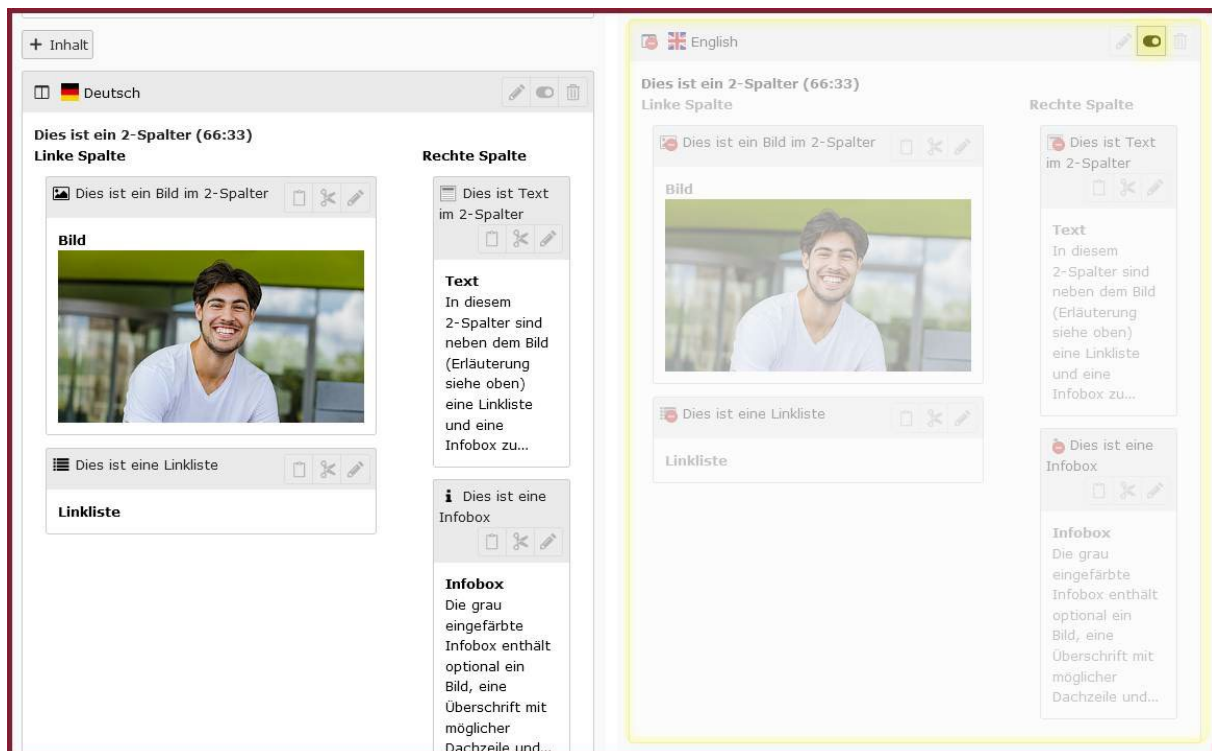 + Inhalt
Deutsch
Dies ist ein 2-Spalter (66:33)
Linke Spalte
Rechte Spalte
Dies ist ein Bild im 2-Spalter
Bild
Dies ist eine Linkliste
Linkliste
Dies ist Text
im 2-Spalter
Text
In diesem
2-Spalter sind
neben dem Bild
(Erläuterung
siehe oben)
eine Linkliste
und eine
Infobox zu...
Dies ist eine
Infobox
Infobox
Die grau
eingefärbte
Infobox enthält
optional ein
Bild, eine
Überschrift mit
möglicher
Dachzeile und...
English
Dies ist ein 2-Spalter (66:33)
Linke Spalte
Rechte Spalte
Dies ist ein Bild im 2-Spalter
Bild
Dies ist eine Linkliste
Linkliste
Dies ist Text
im 2-Spalter
Text
In diesem
2-Spalter sind
neben dem Bild
(Erläuterung
siehe oben)
eine Linkliste
und eine
Infobox zu...
Dies ist eine
Infobox
Infobox
Die grau
eingefärbte
Infobox enthält
optional ein
Bild, eine
Überschrift mit
möglicher
Dachzeile und...